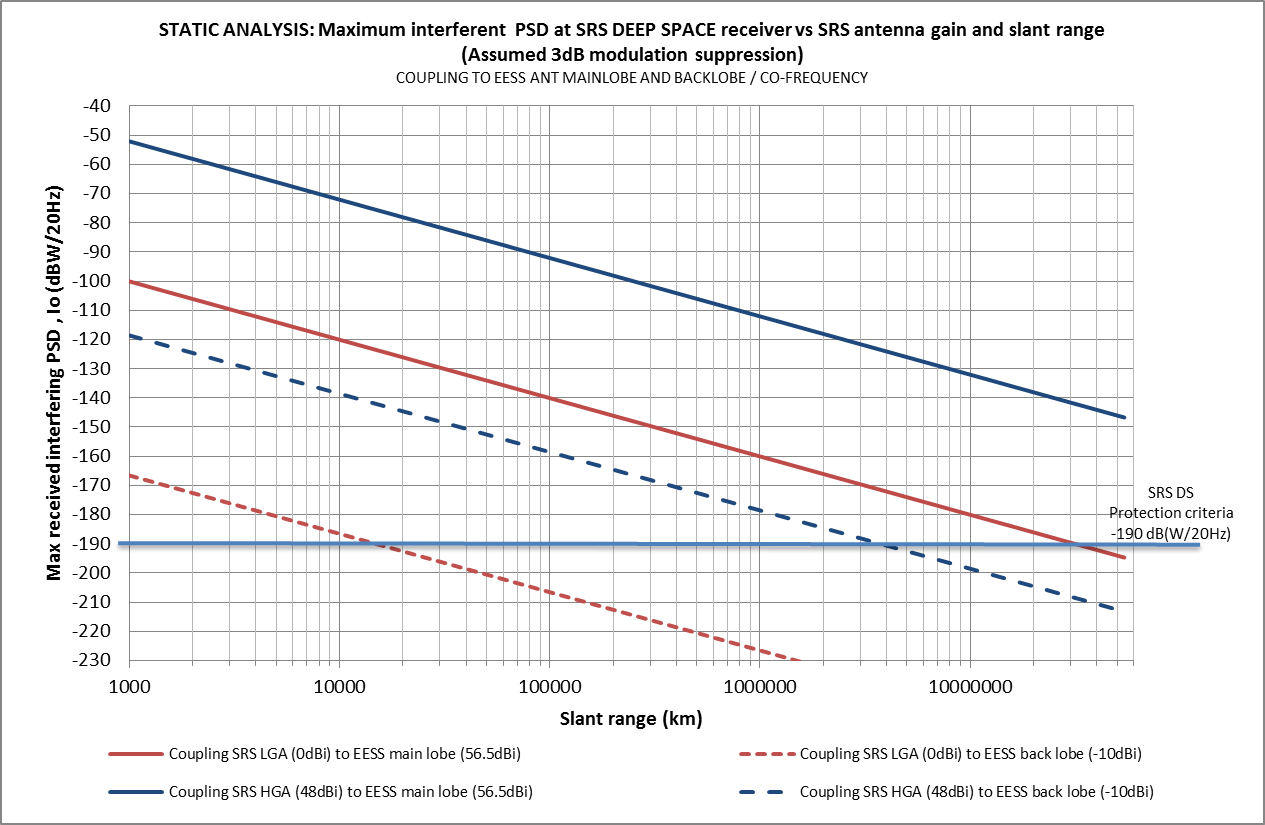 STATIC ANALYSIS: Maximum interferent PSD at SRS DEEP SPACE receiver vs SRS antenna gain and slant range
(Assumed 3dB modulation suppression)
COUPLING TO EESS ANT MAINLOBE AND BACKLOBE / CO-FREQUENCY
Max received interfering PSD , Io (dBW/20Hz)
-40
-50
-60
-70
-80
-90
-100
-110
-120
-130
-140
-150
-160
-170
-180
-190
-200
-210
-220
-230
SRS DS
Protection criteria
-190 dB(W/20Hz)
1000 10000 100000 1000000 10000000
Slant range (km)
Coupling SRS LGA (0dBi) to EESS main lobe (56.5dBi)
Coupling SRS LGA (0dBi) to EESS back lobe (-10dBi)
Coupling SRS HGA (48dBi) to EESS main lobe (56.5dBi)
Coupling SRS HGA (48dBi) to EESS back lobe (-10dBi)